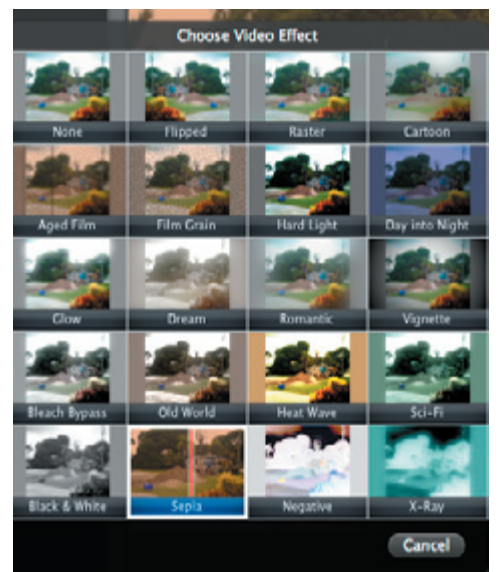 Choose Video Effect
None Flipped Raster Cartoon
Aged Film Film Grain Hard Light Day into Night
Glow Dream Romantic Vignette
Bleach Bypass Old World Heat Wave Sci-Fi
Black & White Sepia Negative X-Ray
Cancel